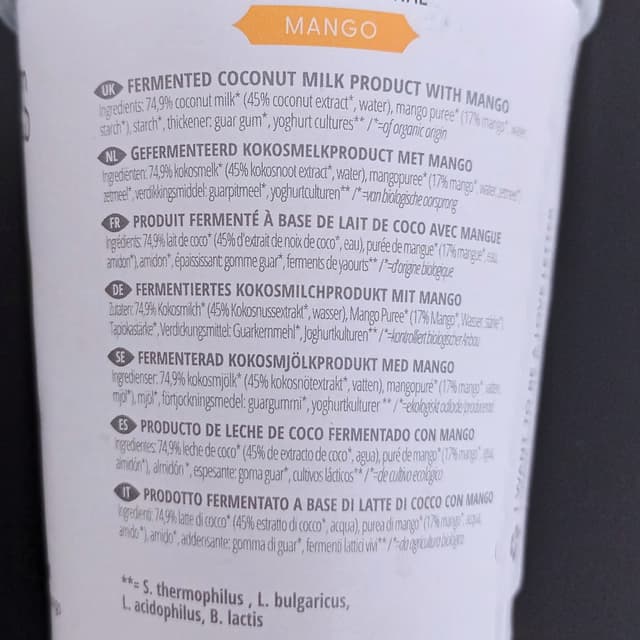 MANGO
UK FERMENTED COCONUT MILK PRODUCT WITH MANGO
Ingredients: 74,9% coconut milk* (45% coconut extract*, water), mango puree* (17% mango*, water,
starch*), starch*, thickener: guar gum*, yoghurt cultures** /*=of organic origin
NL GEFERMENTEERD KOKOSMELKPRODUCT MET MANGO
Ingrediënten: 74,9% kokosmelk* (45% kokosnoot extract*, water), mangopuree* (17% mango*, water, zetmeel*),
zetmeel*, verdikkingsmiddel: guarpitmeel*, yoghurtculturen** /*=van biologische oorsprong
FR PRODUIT FERMENTÉ À BASE DE LAIT DE COCO AVEC MANGUE
Ingrédients: 74,9% lait de coco* (45% d'extrait de noix de coco*, eau), purée de mangue* (17% mangue*, eau,
amidon*), amidon*, épaississant: gomme guar*, ferments de yaourts** /*=d'origine biologique
DE FERMENTIERTES KOKOSMILCHPRODUKT MIT MANGO
Zutaten: 74,9% Kokosmilch* (45% Kokosnussextrakt*, wasser), Mango Puree* (17% Mango*, Wasser, stärke*),
Tapiokastärke*, Verdickungsmittel: Guarkernmehl*, Joghurtkulturen** /*=kontrolliert biologischer Anbau
SE FERMENTERAD KOKOSMJÖLKPRODUKT MED MANGO
Ingredienser: 74,9% kokosmjölk* (45% kokosnötextrakt*, vatten), mangopuré* (17% mango*, vatten,
mjöl*), mjöl*, förtjockningsmedel: guargummi*, yoghurtkulturer** /*=ekologiskt odlade
ES PRODUCTO DE LECHE DE COCO FERMENTADO CON MANGO
Ingredientes: 74,9% leche de coco* (45% de extracto de coco*, agua), puré de mango* (17% mango*, agua,
almidón*), almidón*, espesante: goma guar*, cultivos lácticos** /*=de cultivo ecológico
IT PRODOTTO FERMENTATO A BASE DI LATTE DI COCCO CON MANGO
Ingredienti: 74,9% latte di cocco* (45% estratto di cocco*, acqua), purea di mango* (17% mango*, acqua,
amido*), amido*, addensante: gomma di guar*, fermenti lattici vivi** /*=da agricoltura biologica
**= S. thermophilus , L. bulgaricus,
L. acidophilus, B. lactis
I WANT TO BE A LOVE LETTER